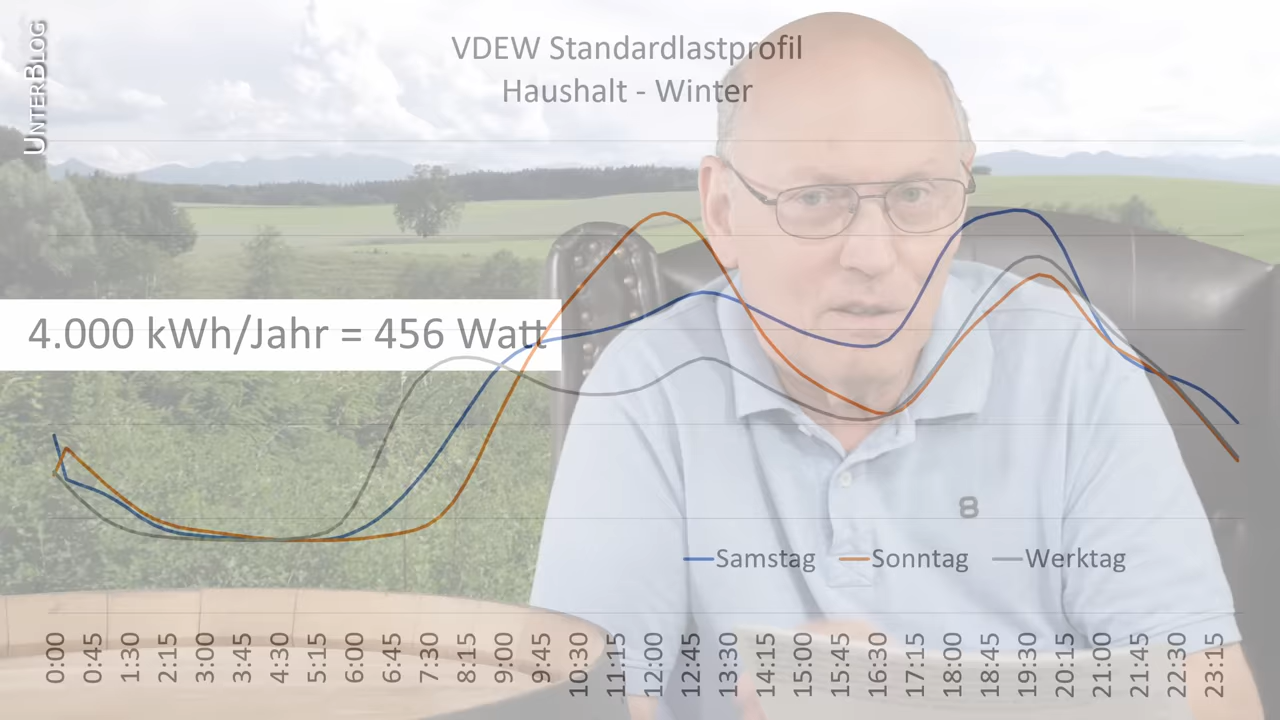 UNTERBLOG
VDEW Standardlastprofil
Haushalt - Winter
4.000 kWh/Jahr = 456 Watt
8
Samstag Sonntag Werktag
0:00 0:45 1:30 2:15 3:00 3:45 4:30 5:15 6:00 6:45 7:30 8:15 9:00 9:45 10:30 11:15 12:00 12:45 13:30 14:15 15:00 15:45 16:30 17:15 18:00 18:45 19:30 20:15 21:00 21:45 22:30 23:15